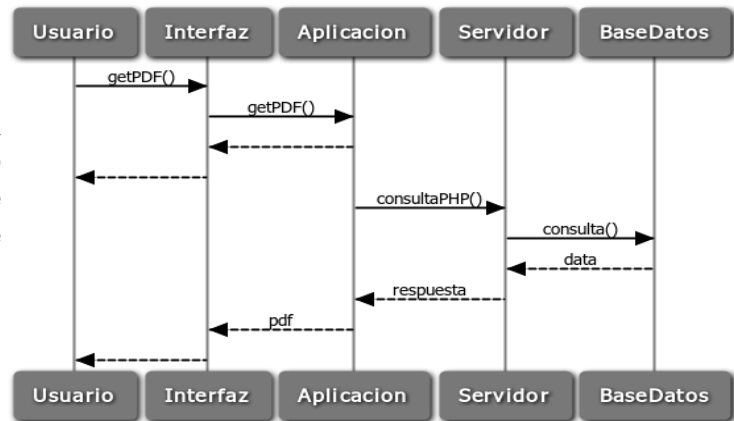 Usuario Interfaz Aplicacion Servidor BaseDatos
getPDF()
getPDF()
consultaPHP()
consulta()
data
respuesta
pdf
Usuario Interfaz Aplicacion Servidor BaseDatos